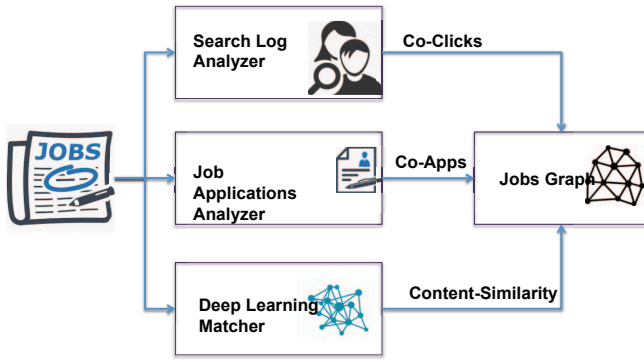 Search Log
Analyzer
Co-Clicks
JOBS
Job
Applications
Analyzer
Co-Apps
Jobs Graph
Deep Learning
Matcher
Content-Similarity